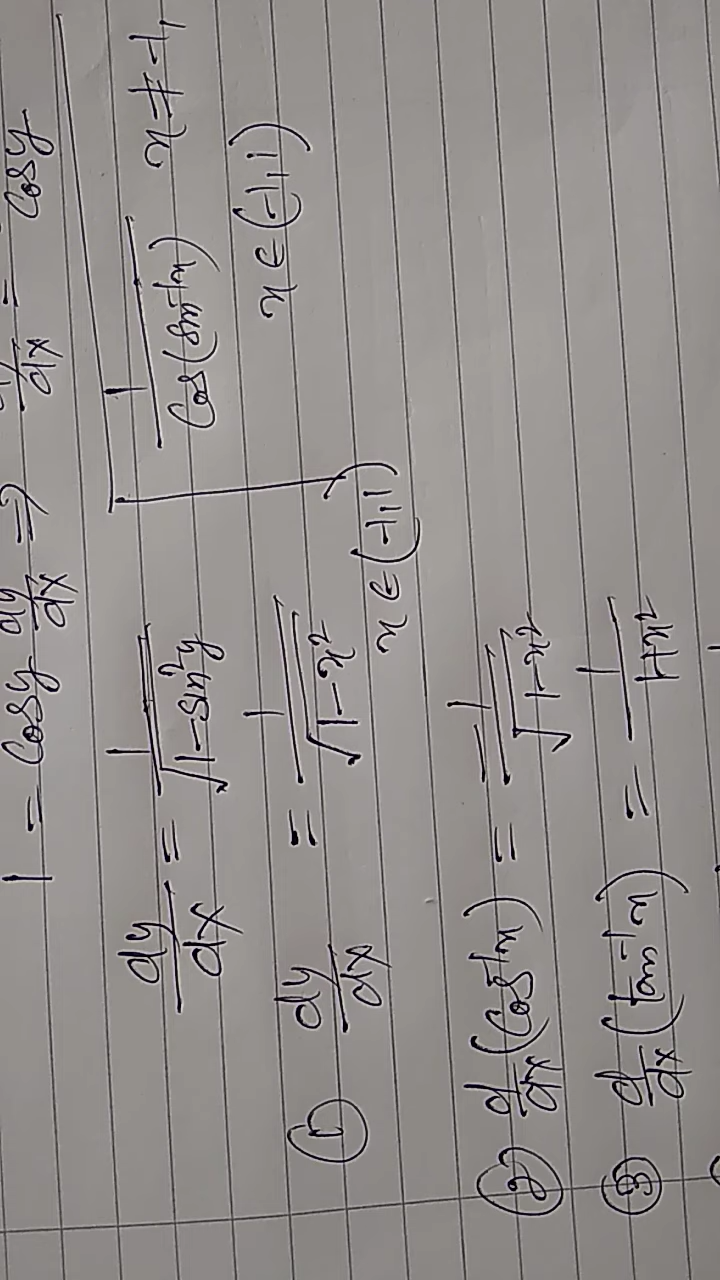 1 = cosy dy/dx ⇒ dy/dx = 1/cosy
dy/dx = 1/√(1-sin²y)
1/cos(sin⁻¹x) x ≠ -1,
x ∈ (-1,1)
① dy/dx = 1/√(1-x²)
x ∈ (-1,1)
② d/dx (cos⁻¹x) = -1/√(1-x²)
③ d/dx (tan⁻¹x) = 1/(1+x²)